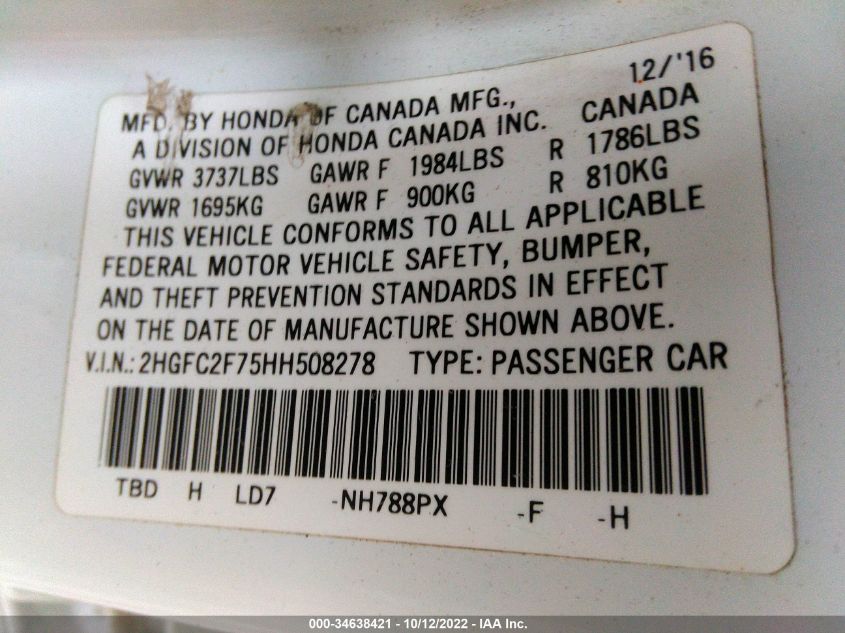 12/'16
MFD. BY HONDA OF CANADA MFG., CANADA
A DIVISION OF HONDA CANADA INC.
GVWR 3737LBS GAWR F 1984LBS R 1786LBS
GVWR 1695KG GAWR F 900KG R 810KG
THIS VEHICLE CONFORMS TO ALL APPLICABLE
FEDERAL MOTOR VEHICLE SAFETY, BUMPER,
AND THEFT PREVENTION STANDARDS IN EFFECT
ON THE DATE OF MANUFACTURE SHOWN ABOVE.
V.I.N.: 2HGFC2F75HH508278 TYPE: PASSENGER CAR
TBD H LD7 -NH788PX -F -H
000-34638421 - 10/12/2022 - IAA Inc.